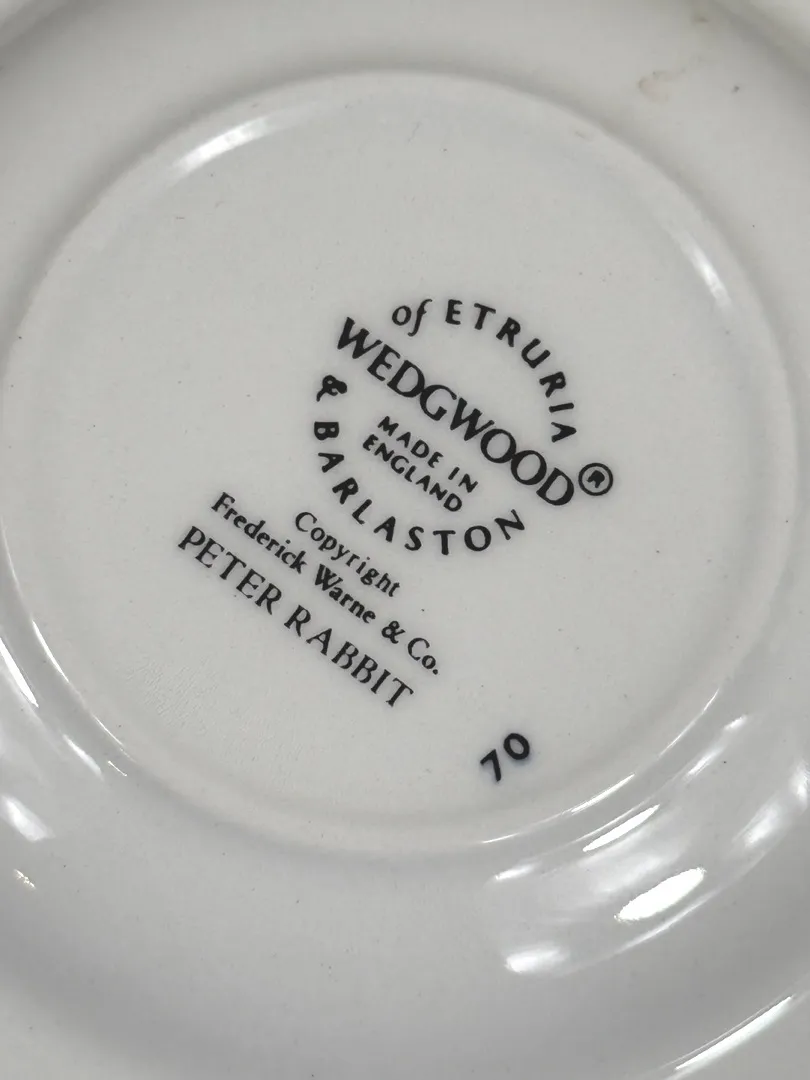 of ETRURIA
WEDGWOOD®
MADE IN
ENGLAND
& BARLASTON
Copyright
Frederick Warne & Co.
PETER RABBIT
70